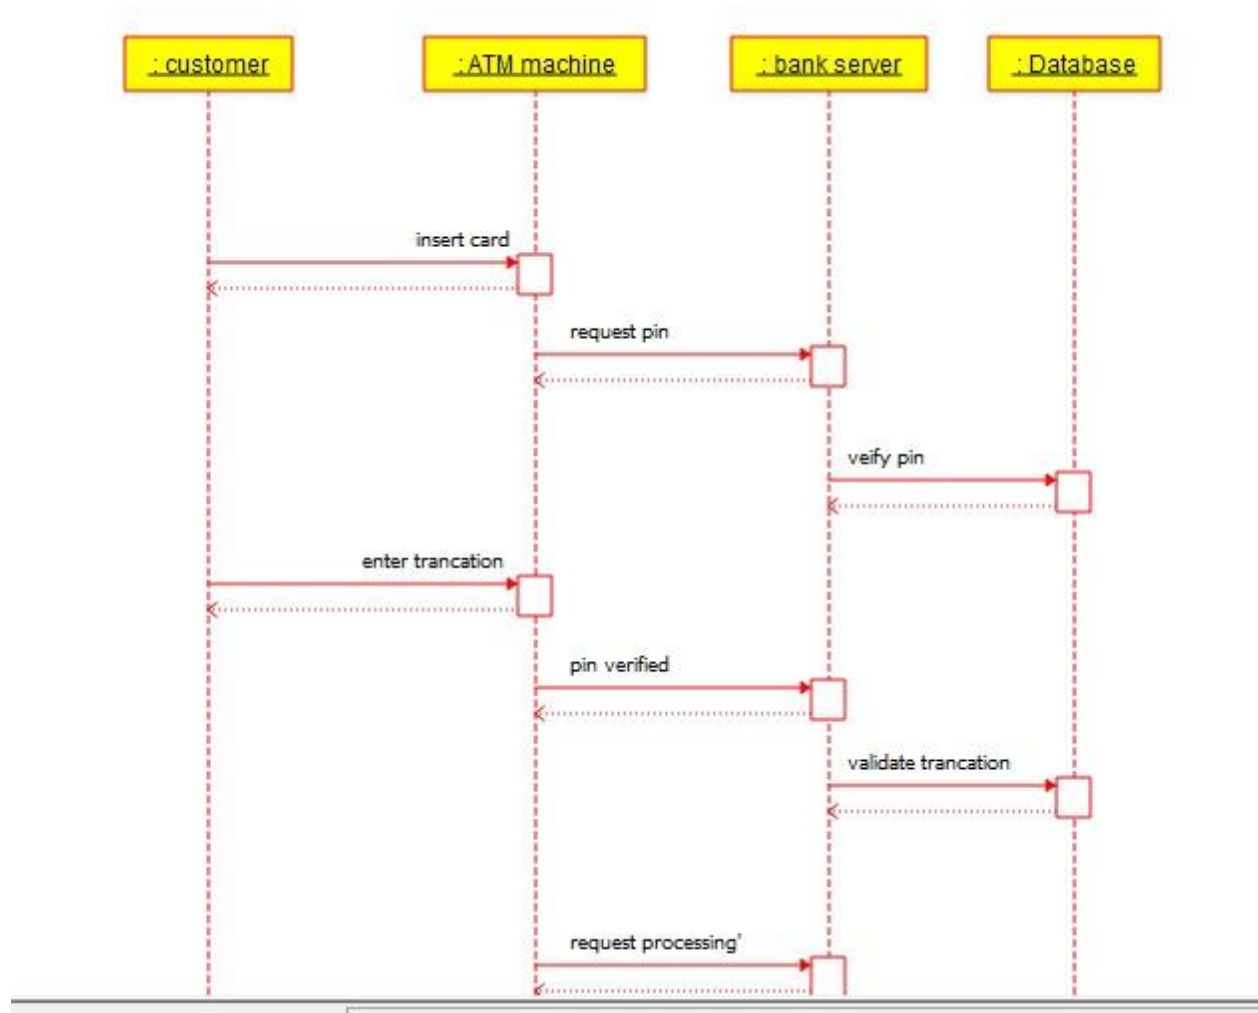 : customer
: ATM machine
: bank server
: Database
insert card
request pin
veify pin
enter trancation
pin verified
validate trancation
request processing'